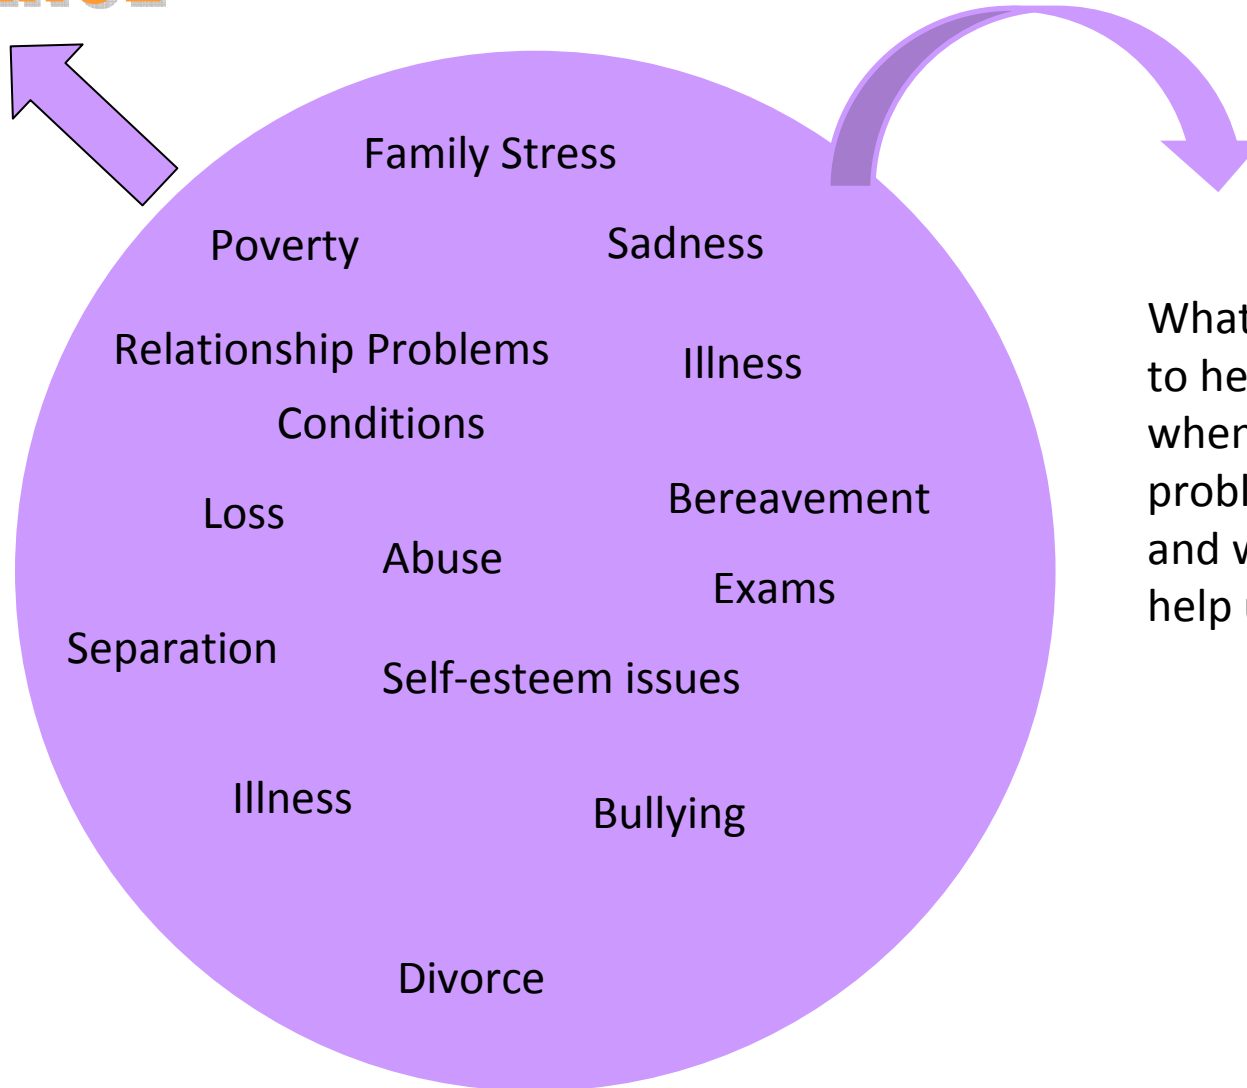 Family Stress
Poverty
Sadness
Relationship Problems
Illness
Conditions
Bereavement
Loss
Abuse
Exams
Separation
Self-esteem issues
Illness
Bullying
Divorce
What
to he
when
probl
and w
help